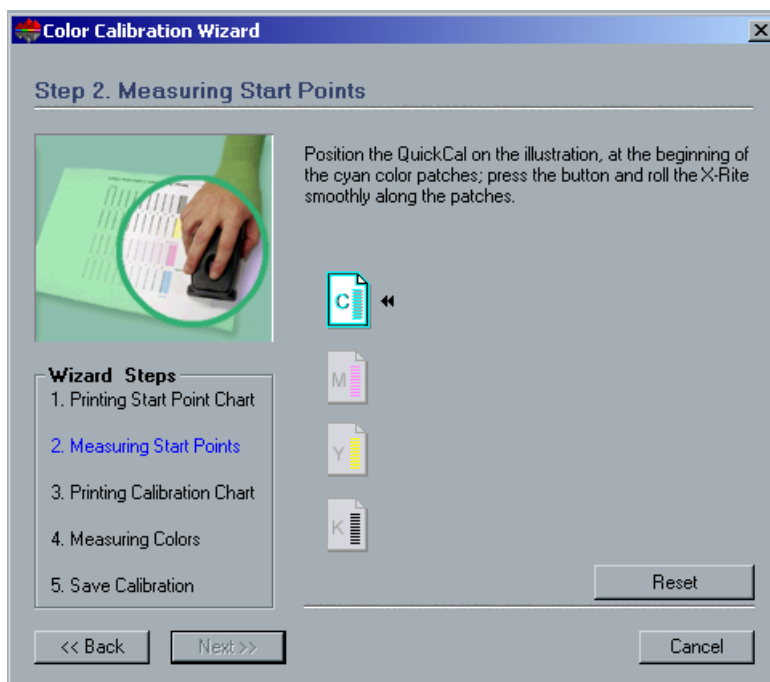 Color Calibration Wizard
Step 2. Measuring Start Points
Position the QuickCal on the illustration, at the beginning of
the cyan color patches; press the button and roll the X-Rite
smoothly along the patches.
C
M
Y
K
Wizard Steps
1. Printing Start Point Chart
2. Measuring Start Points
3. Printing Calibration Chart
4. Measuring Colors
5. Save Calibration
Reset
<< Back
Next >>
Cancel